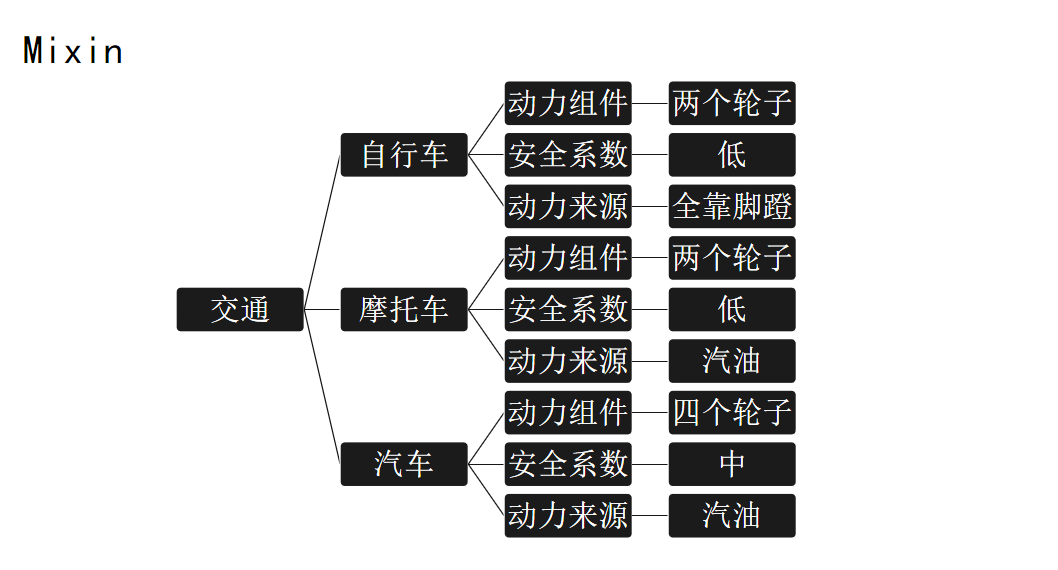 Mixin
动力组件 两个轮子
自行车 安全系数 低
动力来源 全靠脚蹬
动力组件 两个轮子
交通 摩托车 安全系数 低
动力来源 汽油
动力组件 四个轮子
汽车 安全系数 中
动力来源 汽油